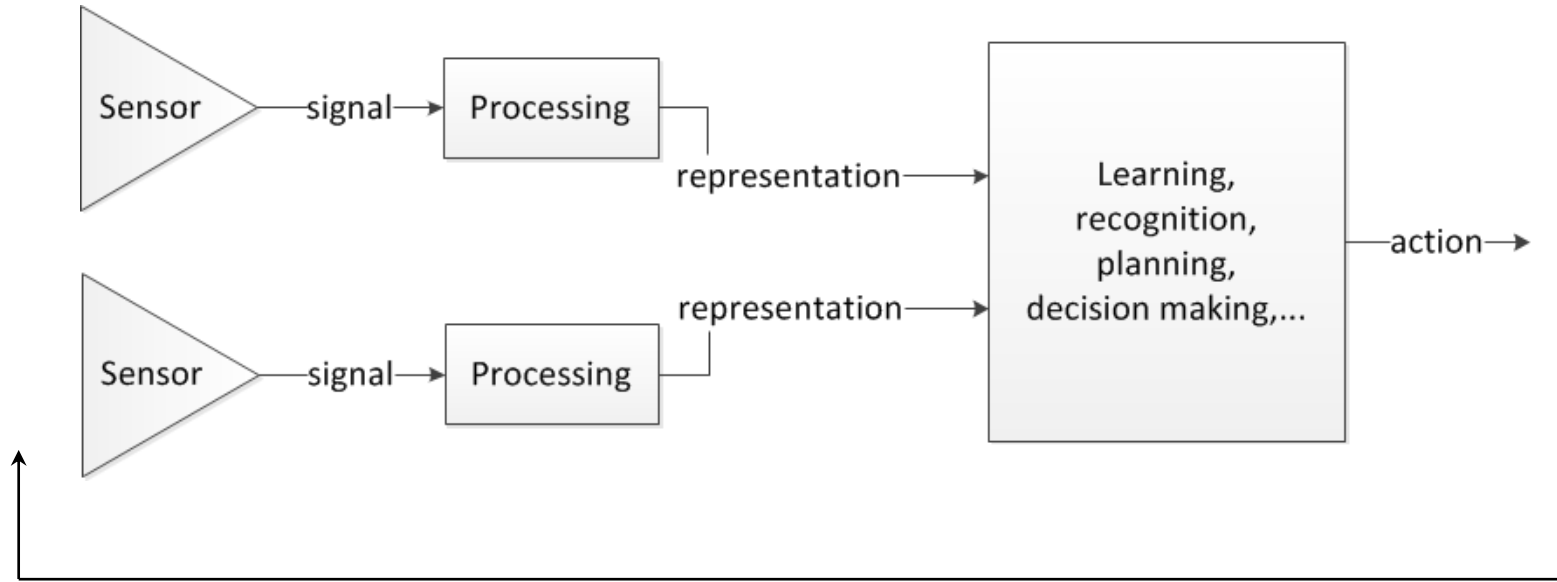 Sensor
signal
Processing
representation
Sensor
signal
Processing
representation
Learning,
recognition,
planning,
decision making,...
action